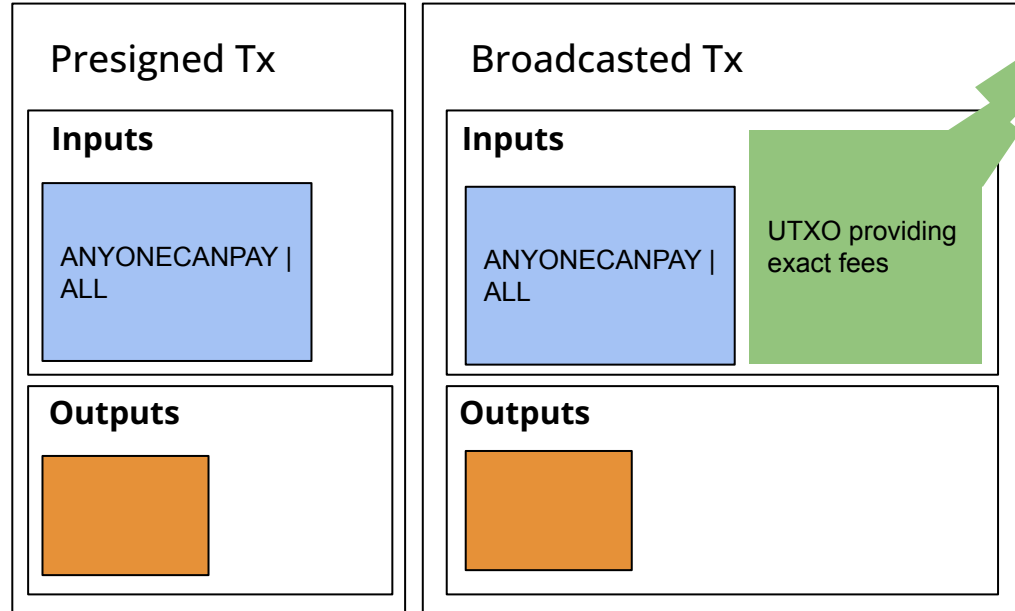 Presigned Tx
Inputs
ANYONECANPAY |
ALL
Outputs
Broadcasted Tx
Inputs
ANYONECANPAY |
ALL
UTXO providing
exact fees
Outputs